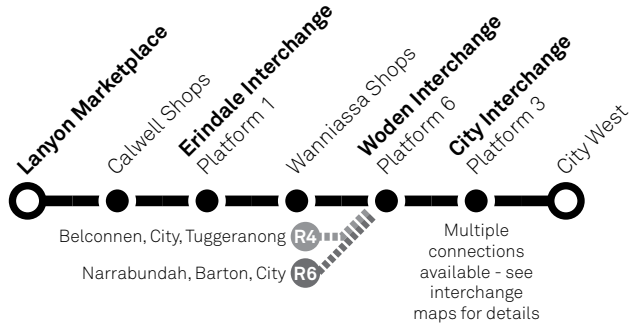 Lanyon Marketplace
Calwell Shops
Erindale Interchange
Platform 1
Wanniassa Shops
Woden Interchange
Platform 6
City Interchange
Platform 3
City West
Belconnen, City, Tuggeranong R4
Narrabundah, Barton, City R6
Multiple
connections
available - see
interchange
maps for details